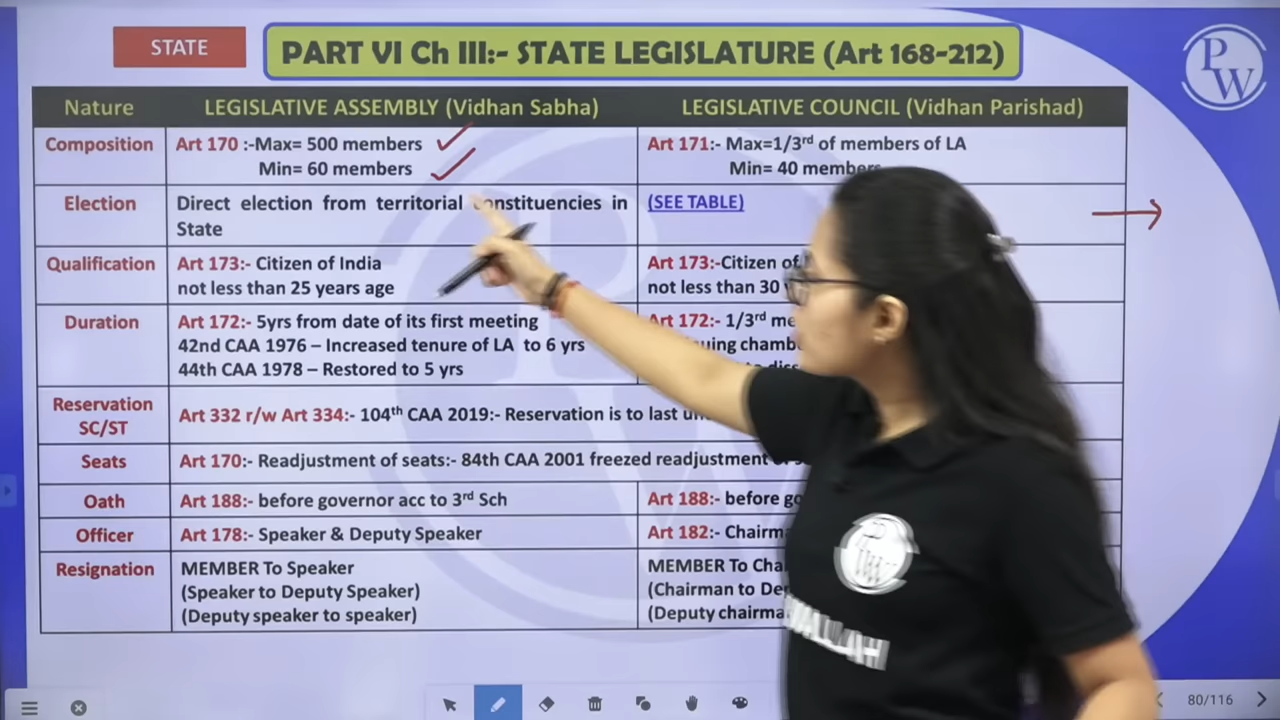 STATE
PART VI Ch III:- STATE LEGISLATURE (Art 168-212)
PW
Nature
LEGISLATIVE ASSEMBLY (Vidhan Sabha)
LEGISLATIVE COUNCIL (Vidhan Parishad)
Composition
Art 170 :-Max= 500 members
Min= 60 members
Art 171:- Max=1/3rd of members of LA
Min= 40 members
Election
Direct election from territorial constituencies in
State
(SEE TABLE)
Qualification
Art 173:- Citizen of India
not less than 25 years age
Art 173:-Citizen of
not less than 30
Duration
Art 172:- 5yrs from date of its first meeting
42nd CAA 1976 – Increased tenure of LA to 6 yrs
44th CAA 1978 – Restored to 5 yrs
Art 172:- 1/3rd
Reservation
SC/ST
Art 332 r/w Art 334:- 104th CAA 2019:- Reservation is to last
Seats
Art 170:- Readjustment of seats:- 84th CAA 2001 freezed readjustment
Oath
Art 188:- before governor acc to 3rd Sch
Art 188:- before
Officer
Art 178:- Speaker & Deputy Speaker
Art 182:-
Resignation
MEMBER To Speaker
(Speaker to Deputy Speaker)
(Deputy speaker to speaker)
MEMBER To
(Chairman to
(Deputy
PW
80/116